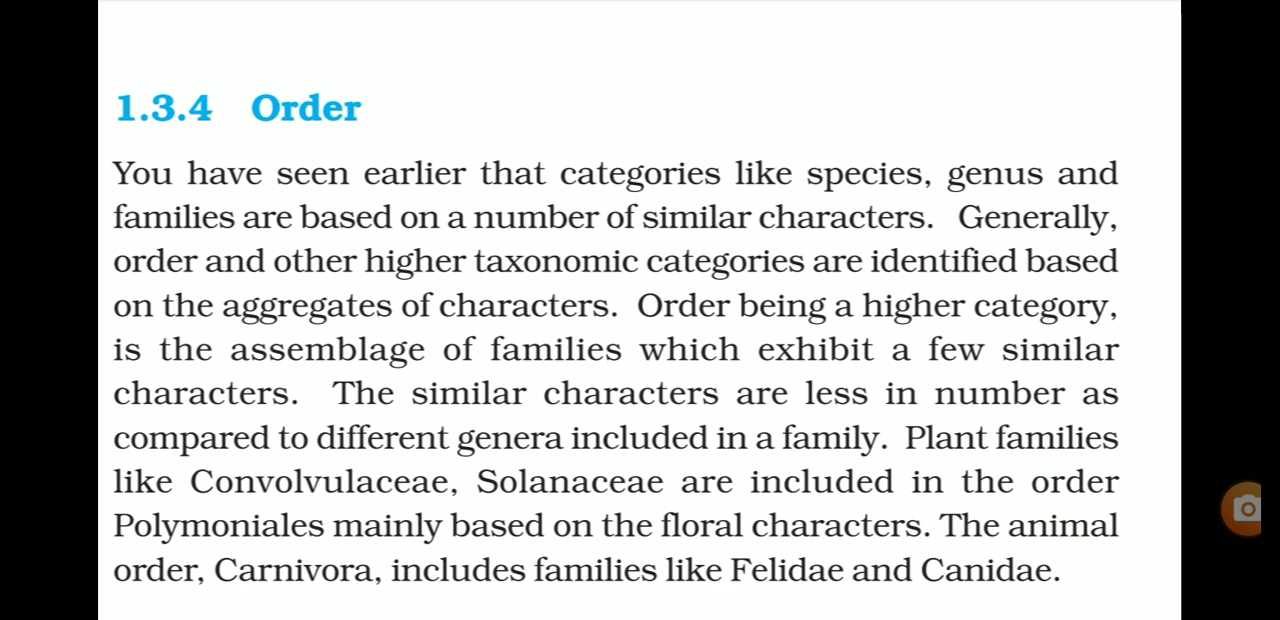 1.3.4 Order
You have seen earlier that categories like species, genus and
families are based on a number of similar characters. Generally,
order and other higher taxonomic categories are identified based
on the aggregates of characters. Order being a higher category,
is the assemblage of families which exhibit a few similar
characters. The similar characters are less in number as
compared to different genera included in a family. Plant families
like Convolvulaceae, Solanaceae are included in the order
Polymoniales mainly based on the floral characters. The animal
order, Carnivora, includes families like Felidae and Canidae.